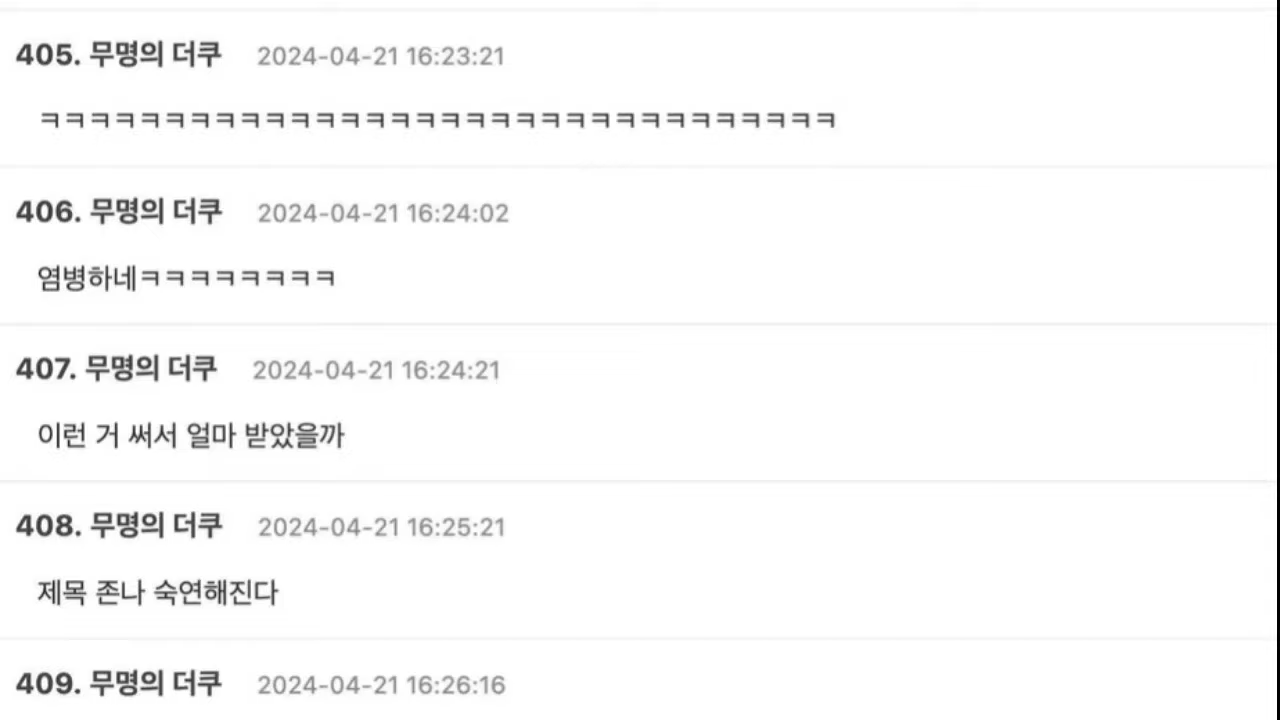 405. 무명의 더쿠 2024-04-21 16:23:21
ㅋㅋㅋㅋㅋㅋㅋㅋㅋㅋㅋㅋㅋㅋㅋㅋㅋㅋㅋㅋㅋㅋㅋㅋㅋㅋㅋㅋㅋㅋㅋㅋ
406. 무명의 더쿠 2024-04-21 16:24:02
염병하네ㅋㅋㅋㅋㅋㅋㅋㅋ
407. 무명의 더쿠 2024-04-21 16:24:21
이런 거 써서 얼마 받았을까
408. 무명의 더쿠 2024-04-21 16:25:21
제목 존나 숙연해진다
409. 무명의 더쿠 2024-04-21 16:26:16